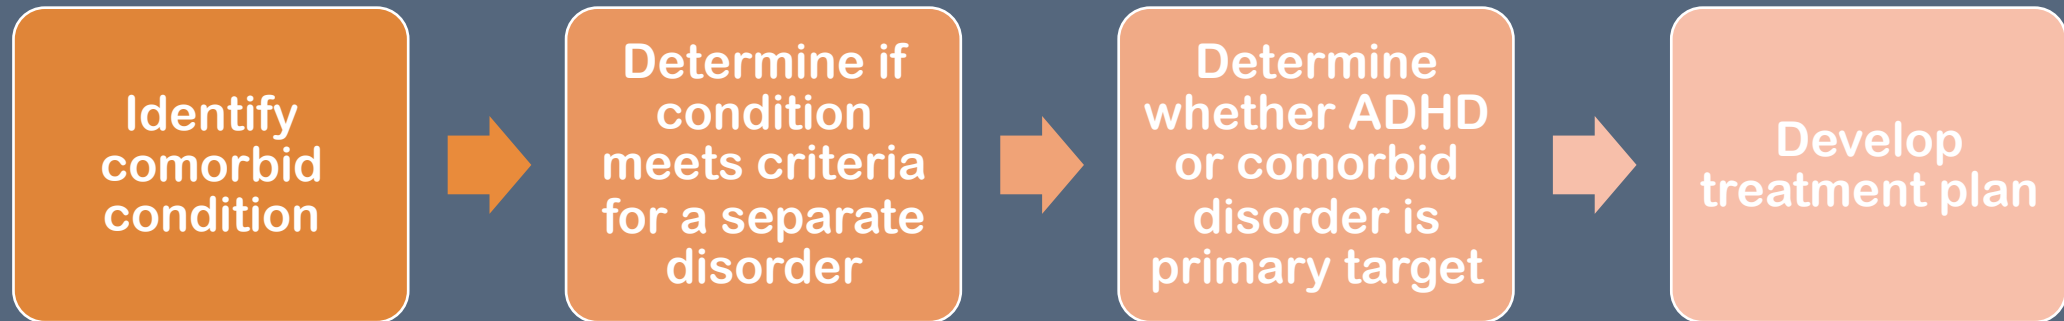 Identify
comorbid
condition
Determine if
condition
meets criteria
for a separate
disorder
Determine
whether ADHD
or comorbid
disorder is
primary target
Develop
treatment plan